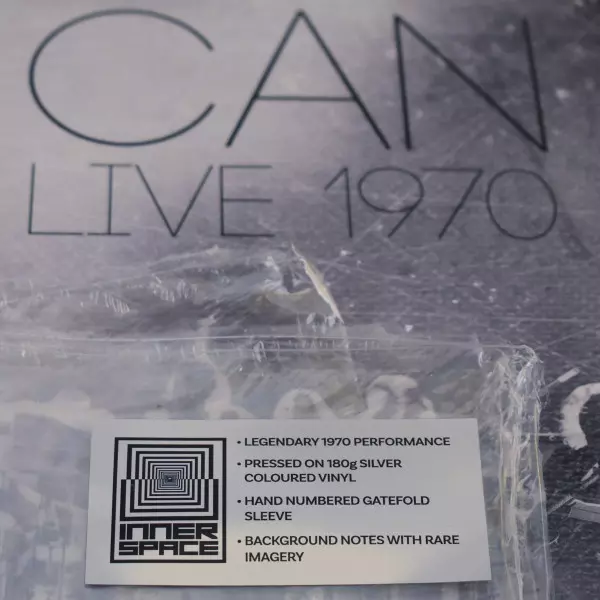 CAN
LIVE 1970
• LEGENDARY 1970 PERFORMANCE
• PRESSED ON 180g SILVER
COLOURED VINYL
• HAND NUMBERED GATEFOLD
SLEEVE
• BACKGROUND NOTES WITH RARE
IMAGERY
INNER
SPACE